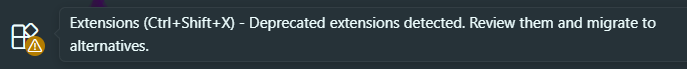 Extensions (Ctrl+Shift+X) - Deprecated extensions detected. Review them and migrate to
alternatives.